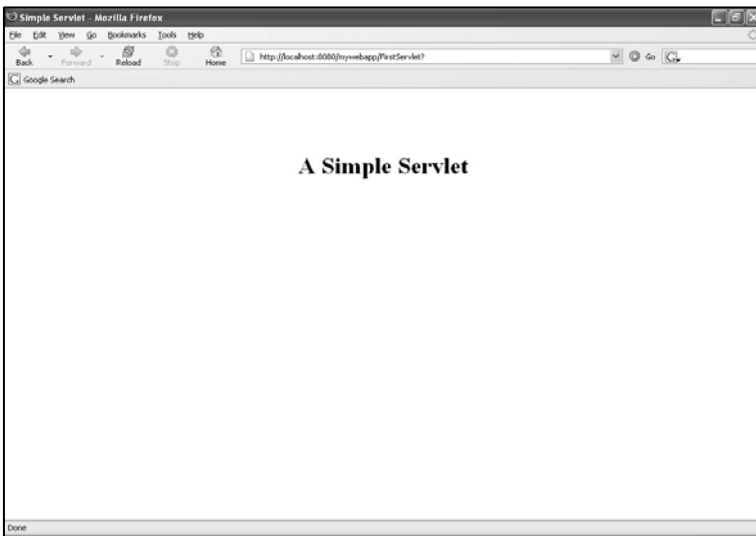 Simple Servlet - Mozilla Firefox
File Edit View Go Bookmarks Tools Help
Back Forward Reload Stop Home http://localhost:8080/mywebapp/FirstServlet? Go G
G Google Search
A Simple Servlet
Done